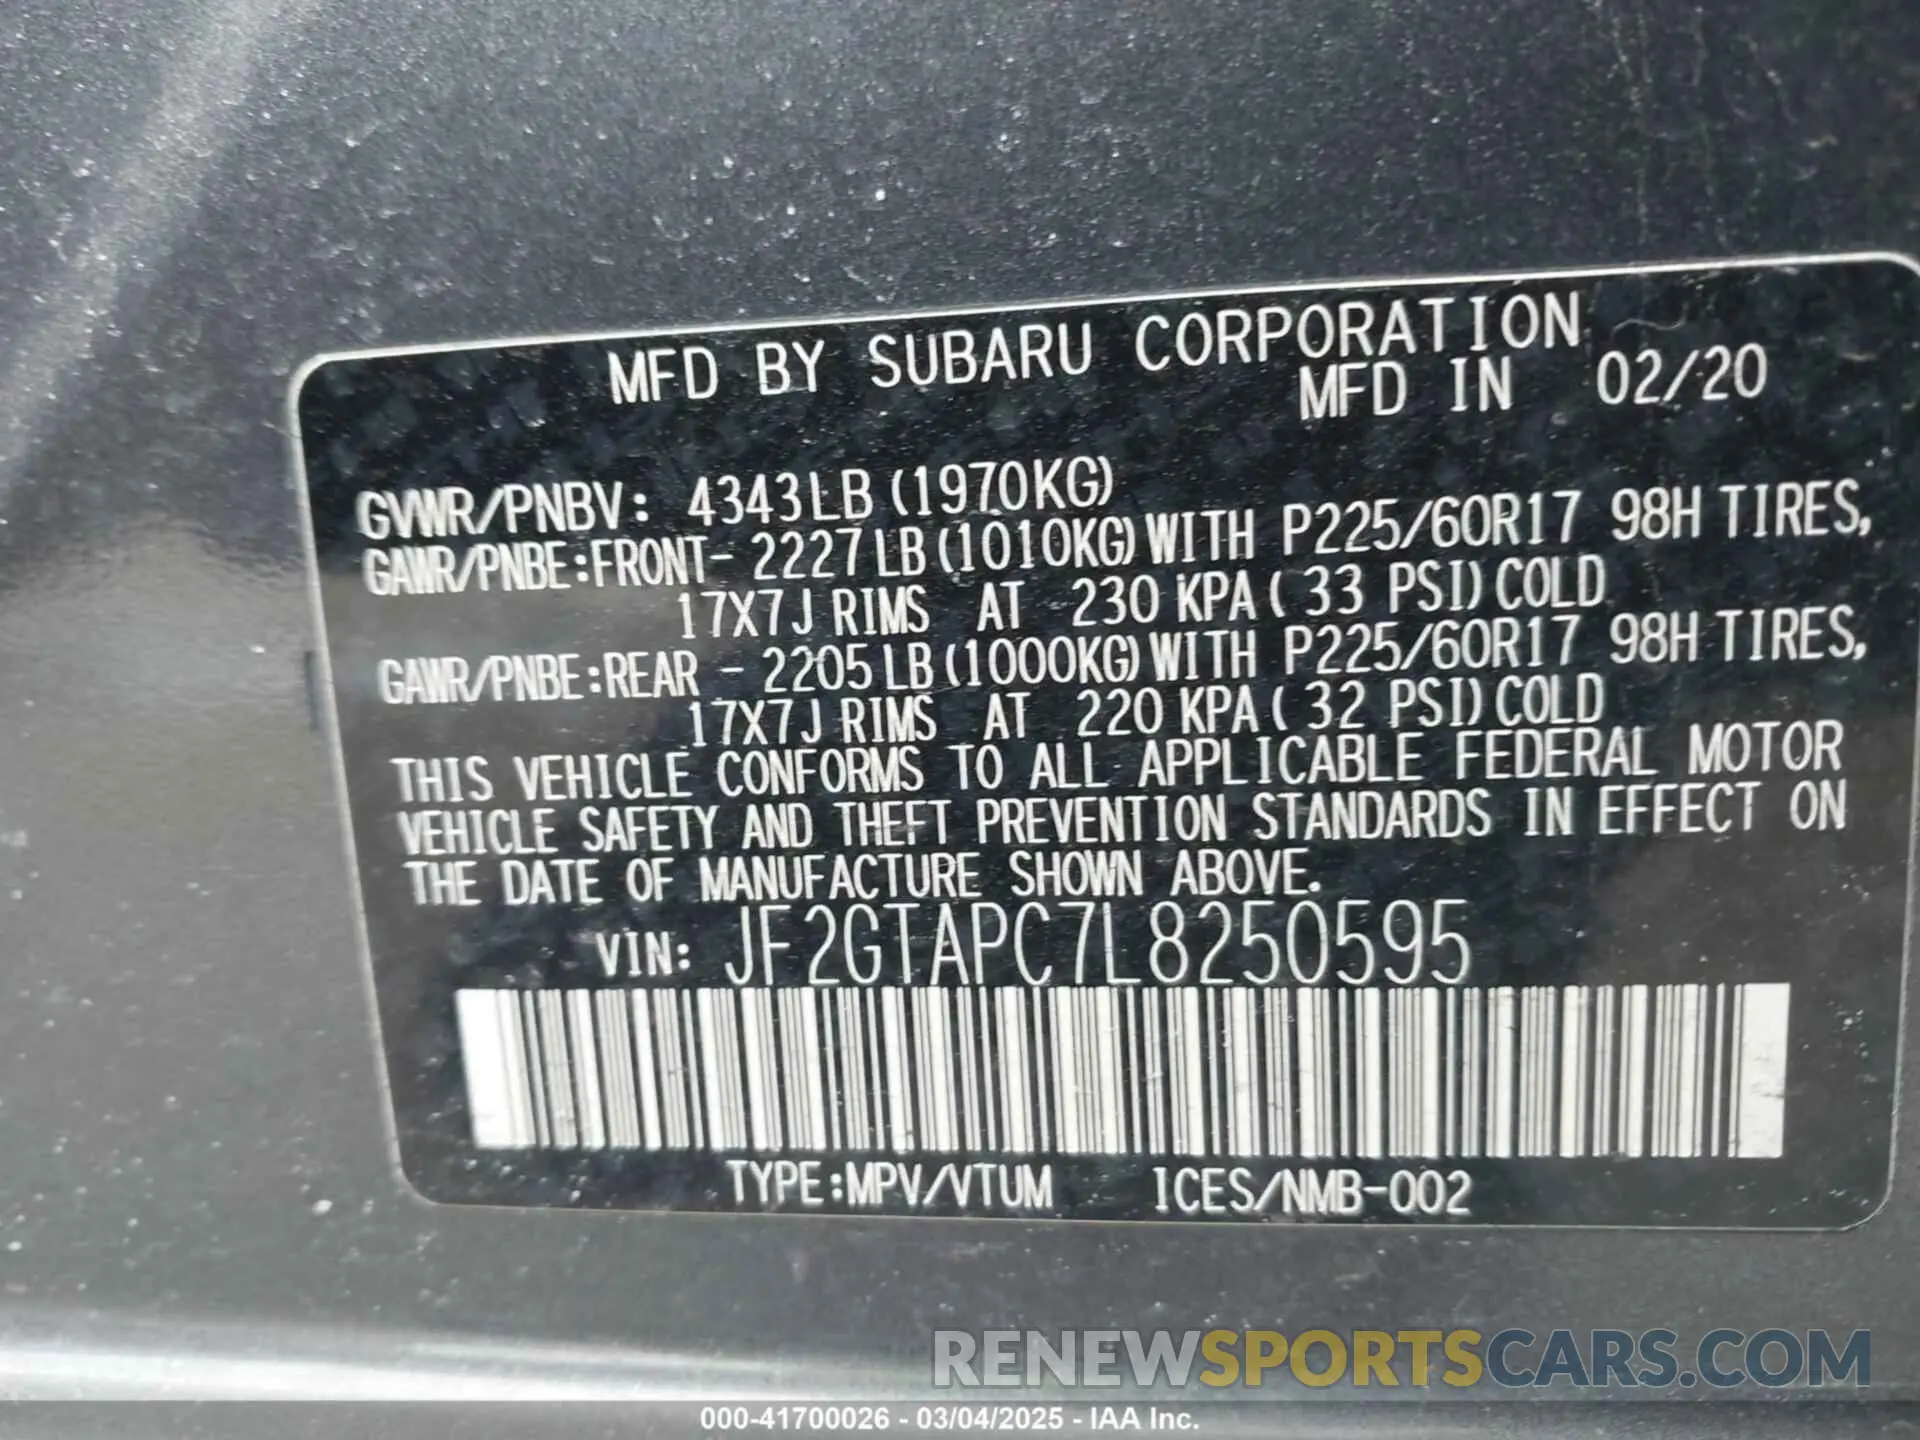 MFD BY SUBARU CORPORATION
MFD IN 02/20
GVWR/PNBV: 4343LB (1970KG)
GAWR/PNBE:FRONT- 2227LB(1010KG)WITH P225/60R17 98H TIRES,
17X7J RIMS AT 230 KPA( 33 PSI)COLD
GAWR/PNBE:REAR - 2205LB(1000KG)WITH P225/60R17 98H TIRES,
17X7J RIMS AT 220 KPA( 32 PSI)COLD
THIS VEHICLE CONFORMS TO ALL APPLICABLE FEDERAL MOTOR
VEHICLE SAFETY AND THEFT PREVENTION STANDARDS IN EFFECT ON
THE DATE OF MANUFACTURE SHOWN ABOVE.
VIN: JF2GTAPC7L8250595
TYPE:MPV/VTUM ICES/NMB-002
RENEWSPORTSCARS.COM
000-41700026 - 03/04/2025 - IAA Inc.